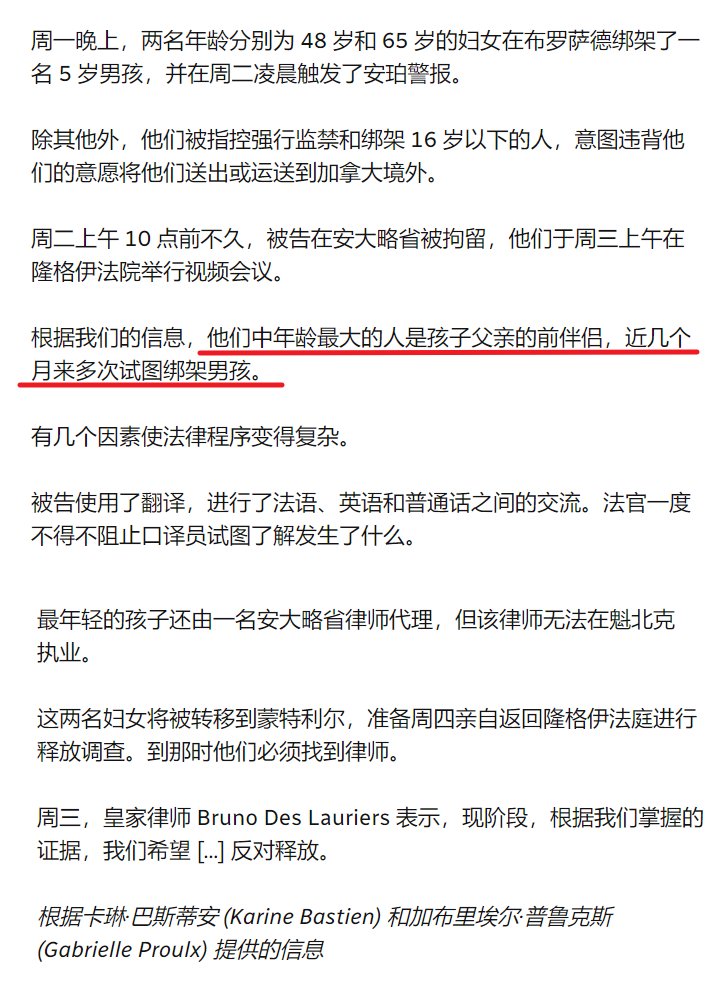 周一晚上，两名年龄分别为 48 岁和 65 岁的妇女在布罗萨德绑架了一
名 5 岁男孩，并在周二凌晨触发了安珀警报。
除其他外，他们被指控强行监禁和绑架 16 岁以下的人，意图违背他
们的意愿将他们送出或运送到加拿大境外。
周二上午 10 点前不久，被告在安大略省被拘留，他们于周三上午在
隆格伊法院举行视频会议。
根据我们的信息，他们中年龄最大的人是孩子父亲的前伴侣，近几个
月来多次试图绑架男孩。
有几个因素使法律程序变得复杂。
被告使用了翻译，进行了法语、英语和普通话之间的交流。法官一度
不得不阻止口译员试图了解发生了什么。
最年轻的孩子还由一名安大略省律师代理，但该律师无法在魁北克
执业。
这两名妇女将被转移到蒙特利尔，准备周四亲自返回隆格伊法庭进行
释放调查。到那时他们必须找到律师。
周三，皇家律师 Bruno Des Lauriers 表示，现阶段，根据我们掌握的
证据，我们希望 [...] 反对释放。
根据卡琳·巴斯蒂安 (Karine Bastien) 和加布里埃尔·普鲁克斯
(Gabrielle Proulx) 提供的信息